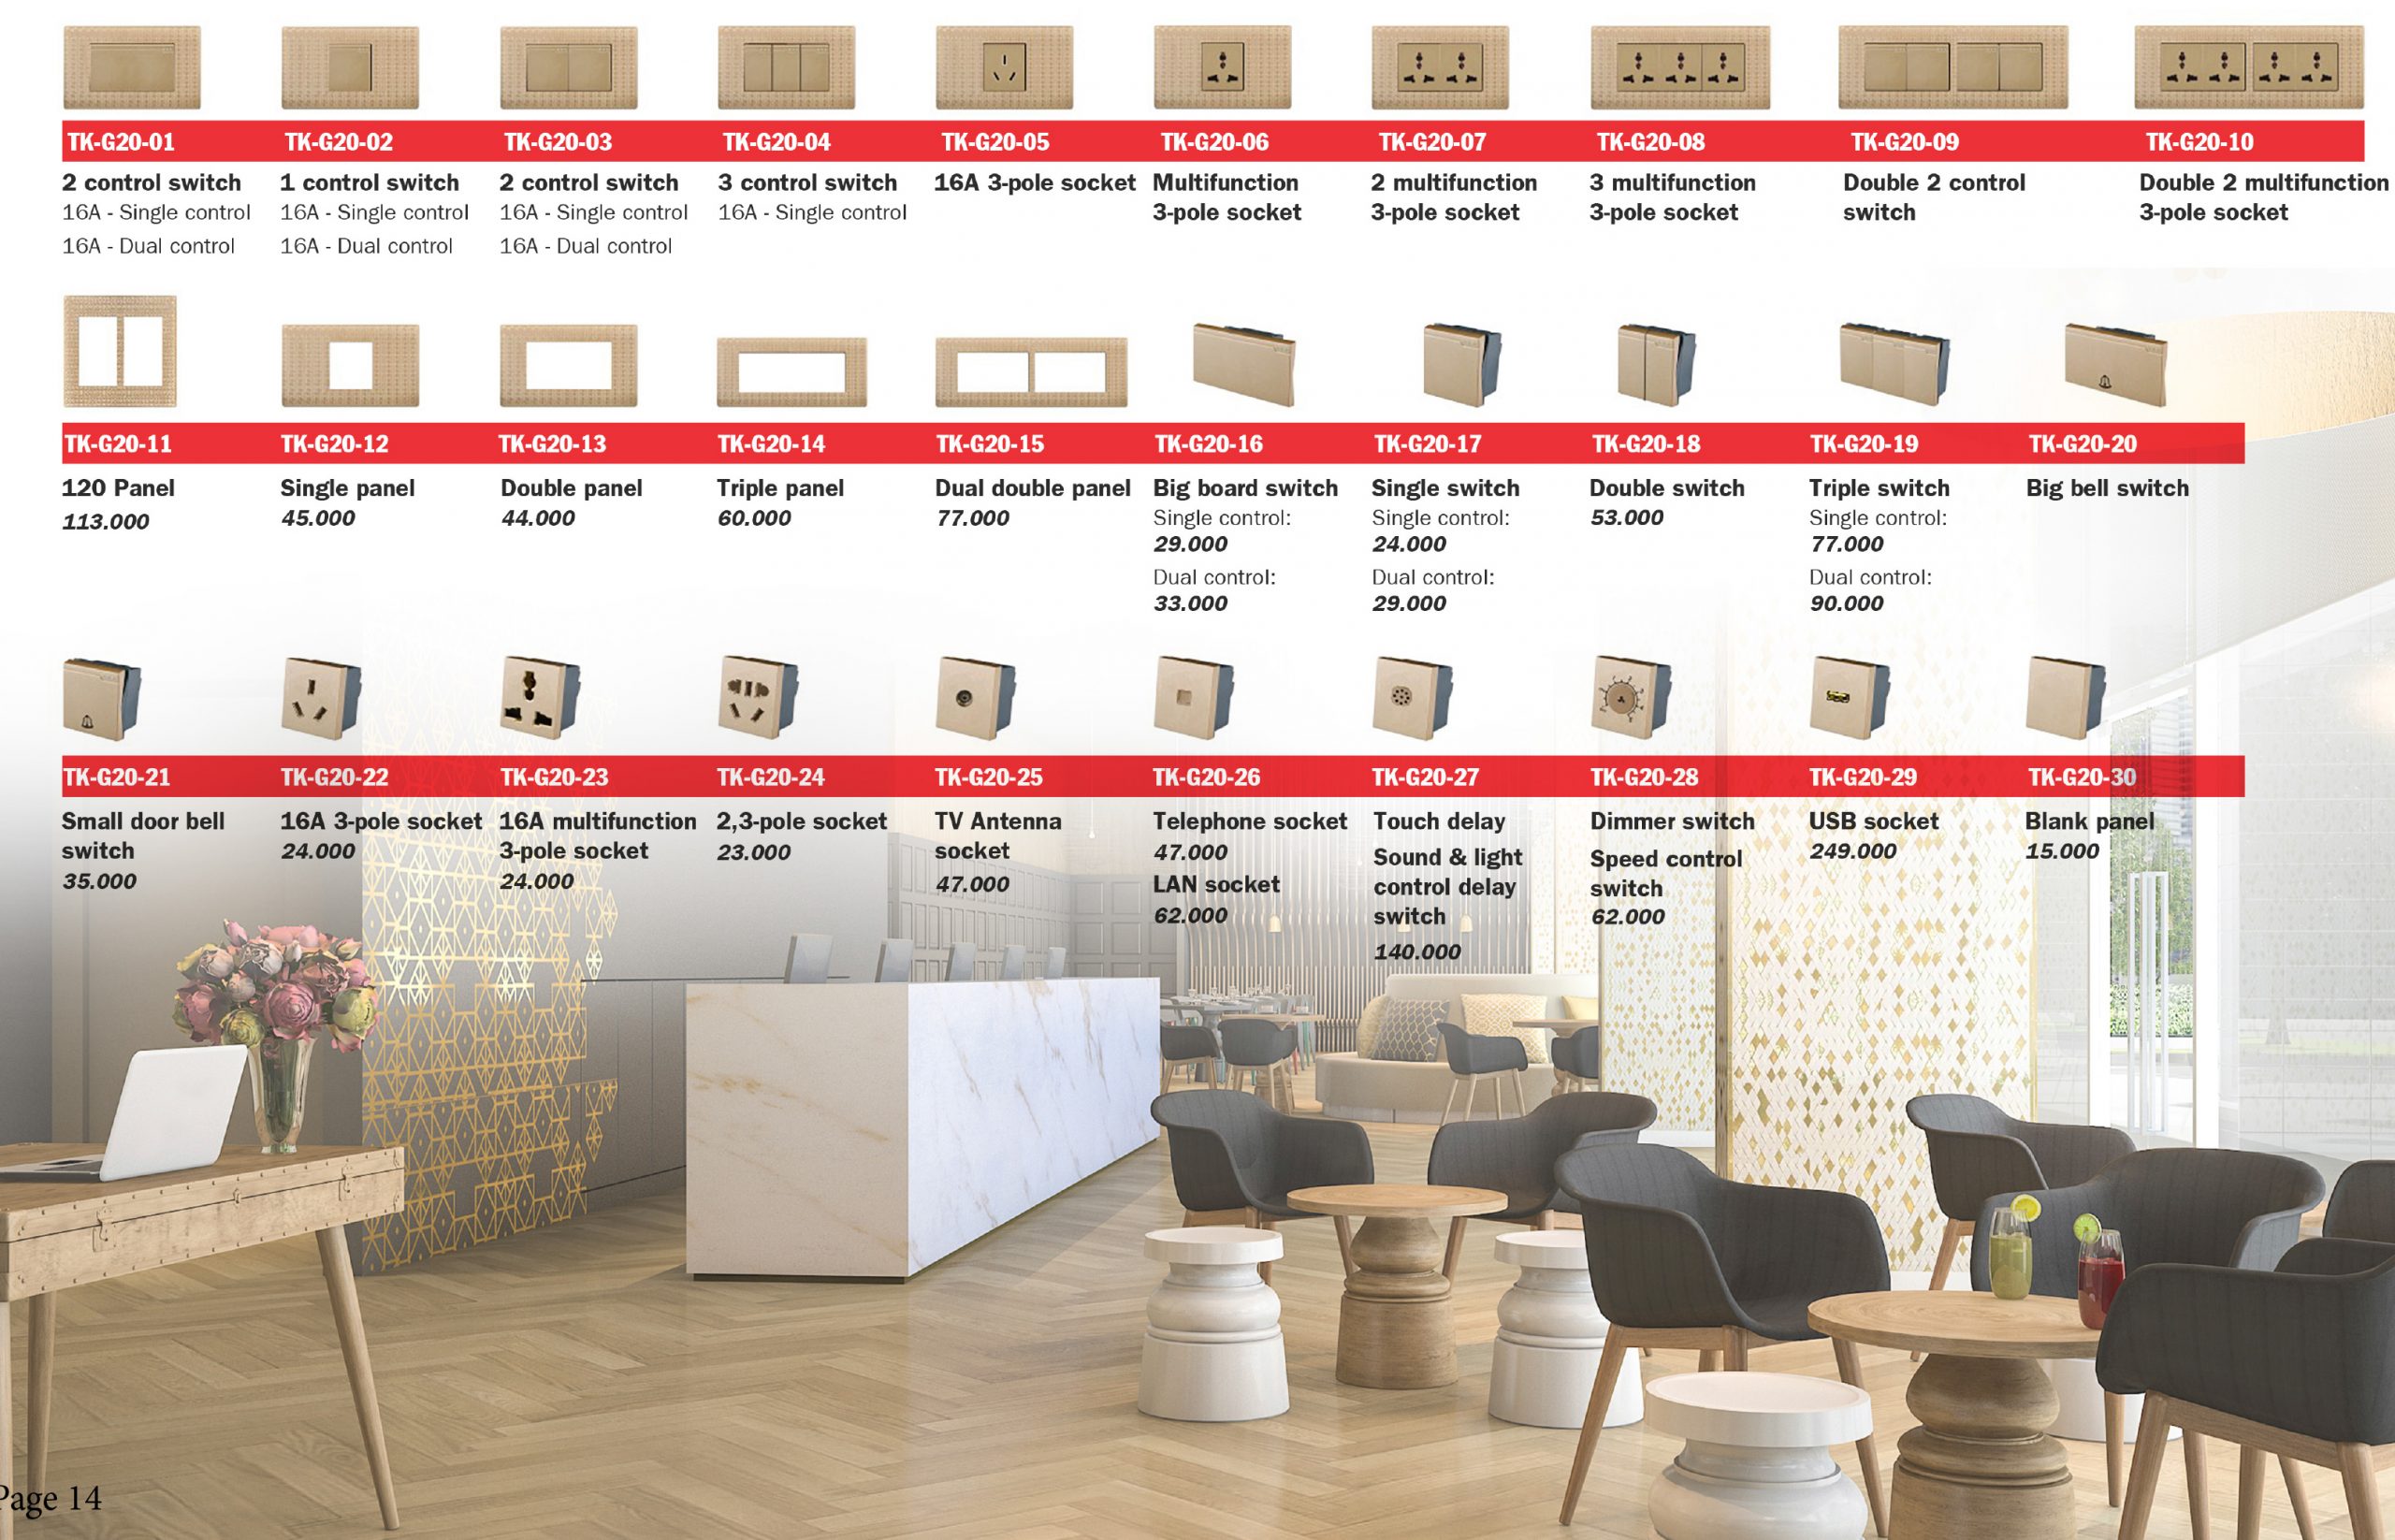 TK-G20-01 TK-G20-02 TK-G20-03 TK-G20-04 TK-G20-05 TK-G20-06 TK-G20-07 TK-G20-08 TK-G20-09 TK-G20-10
2 control switch
16A - Single control
16A - Dual control
1 control switch
16A - Single control
16A - Dual control
2 control switch
16A - Single control
16A - Dual control
3 control switch
16A - Single control
16A 3-pole socket
Multifunction
3-pole socket
2 multifunction
3-pole socket
3 multifunction
3-pole socket
Double 2 control
switch
Double 2 multifunction
3-pole socket
TK-G20-11 TK-G20-12 TK-G20-13 TK-G20-14 TK-G20-15 TK-G20-16 TK-G20-17 TK-G20-18 TK-G20-19 TK-G20-20
120 Panel
113.000
Single panel
45.000
Double panel
44.000
Triple panel
60.000
Dual double panel
77.000
Big board switch
Single control:
29.000
Dual control:
33.000
Single switch
Single control:
24.000
Dual control:
29.000
Double switch
53.000
Triple switch
Single control:
77.000
Dual control:
90.000
Big bell switch
TK-G20-21 TK-G20-22 TK-G20-23 TK-G20-24 TK-G20-25 TK-G20-26 TK-G20-27 TK-G20-28 TK-G20-29 TK-G20-30
Small door bell
switch
35.000
16A 3-pole socket
24.000
16A multifunction
3-pole socket
24.000
2,3-pole socket
23.000
TV Antenna
socket
47.000
Telephone socket
47.000
LAN socket
62.000
Touch delay
Sound & light
control delay
switch
140.000
Dimmer switch
Speed control
switch
62.000
USB socket
249.000
Blank panel
15.000
Page 14